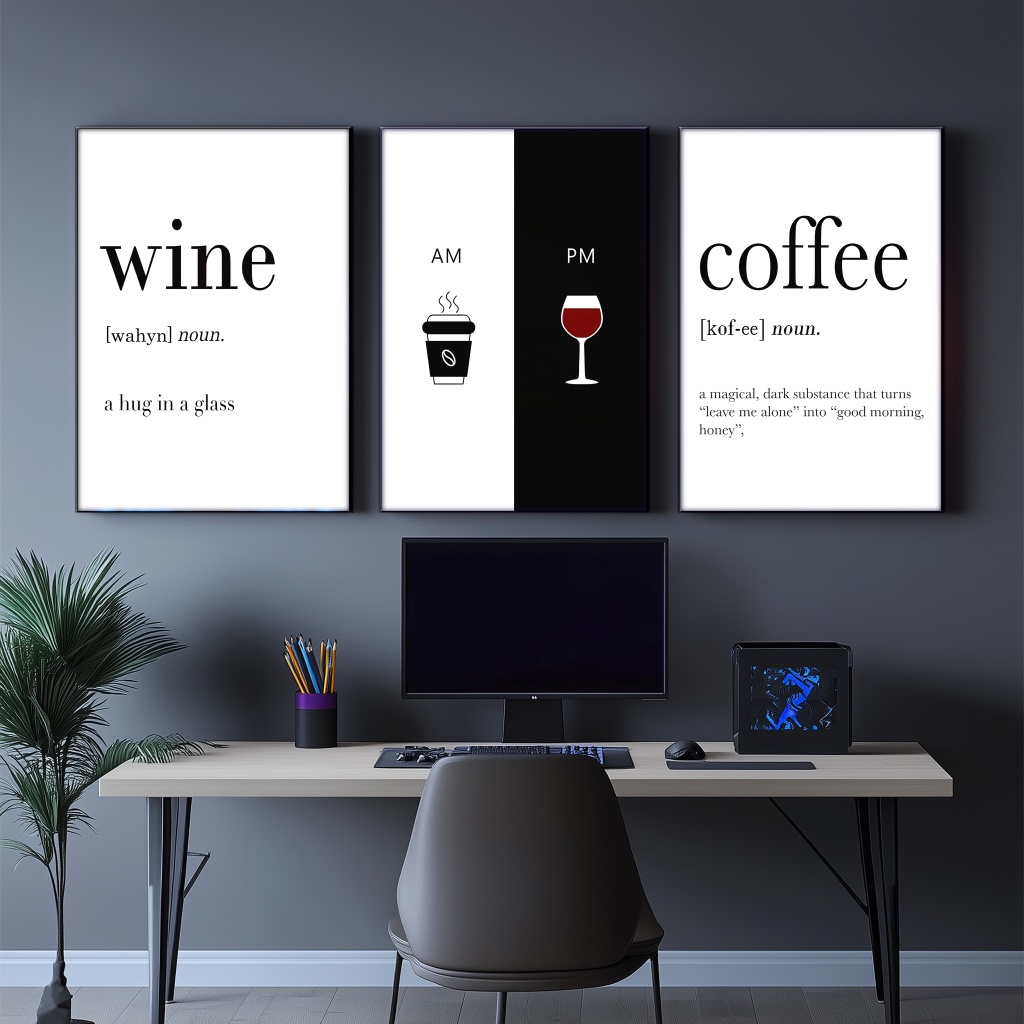 wine
[wahyn] noun.
a hug in a glass
AM
PM
coffee
[kof-ee] noun.
a magical, dark substance that turns
“leave me alone” into “good morning,
honey”,